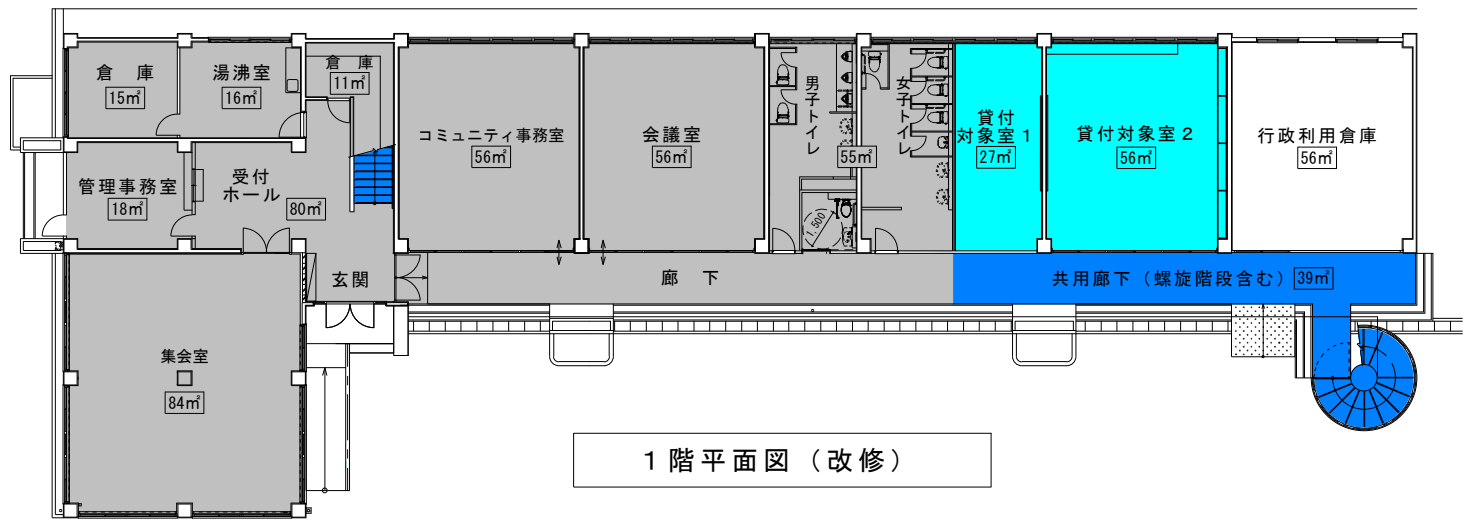 倉　庫
15㎡
湯沸室
16㎡
倉　庫
11㎡
コミュニティ事務室
56㎡
会議室
56㎡
男子トイレ
55㎡
女子トイレ
貸付
対象室１
27㎡
貸付対象室２
56㎡
行政利用倉庫
56㎡
管理事務室
18㎡
受付
ホール
80㎡
1.500
玄関
廊　下
共用廊下（螺旋階段含む）
39㎡
集会室
84㎡
１階平面図（改修）